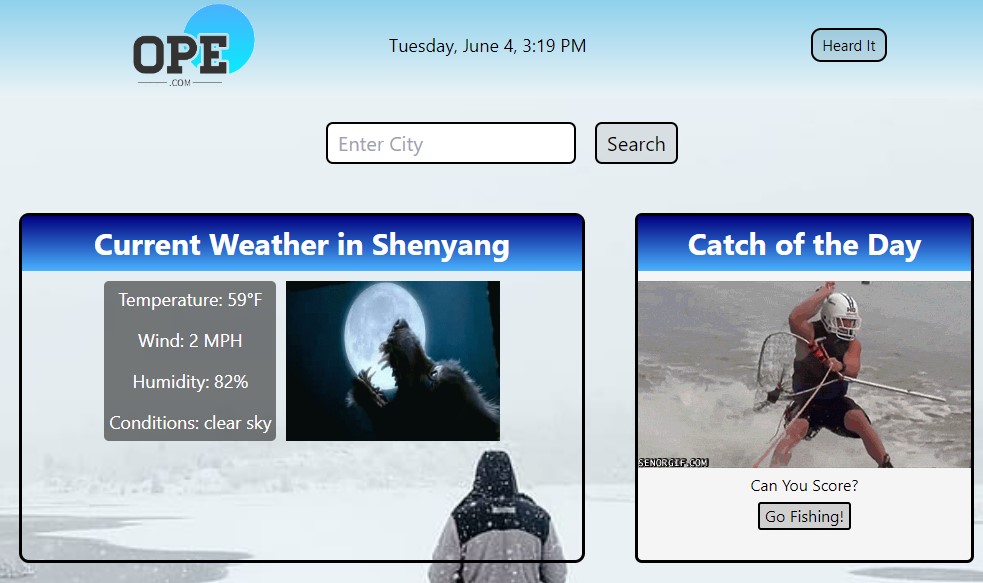 OPE
.COM
Tuesday, June 4, 3:19 PM
Heard It
Enter City
Search
Current Weather in Shenyang
Temperature: 59°F
Wind: 2 MPH
Humidity: 82%
Conditions: clear sky
Catch of the Day
SENORGIF.COM
Can You Score?
Go Fishing!